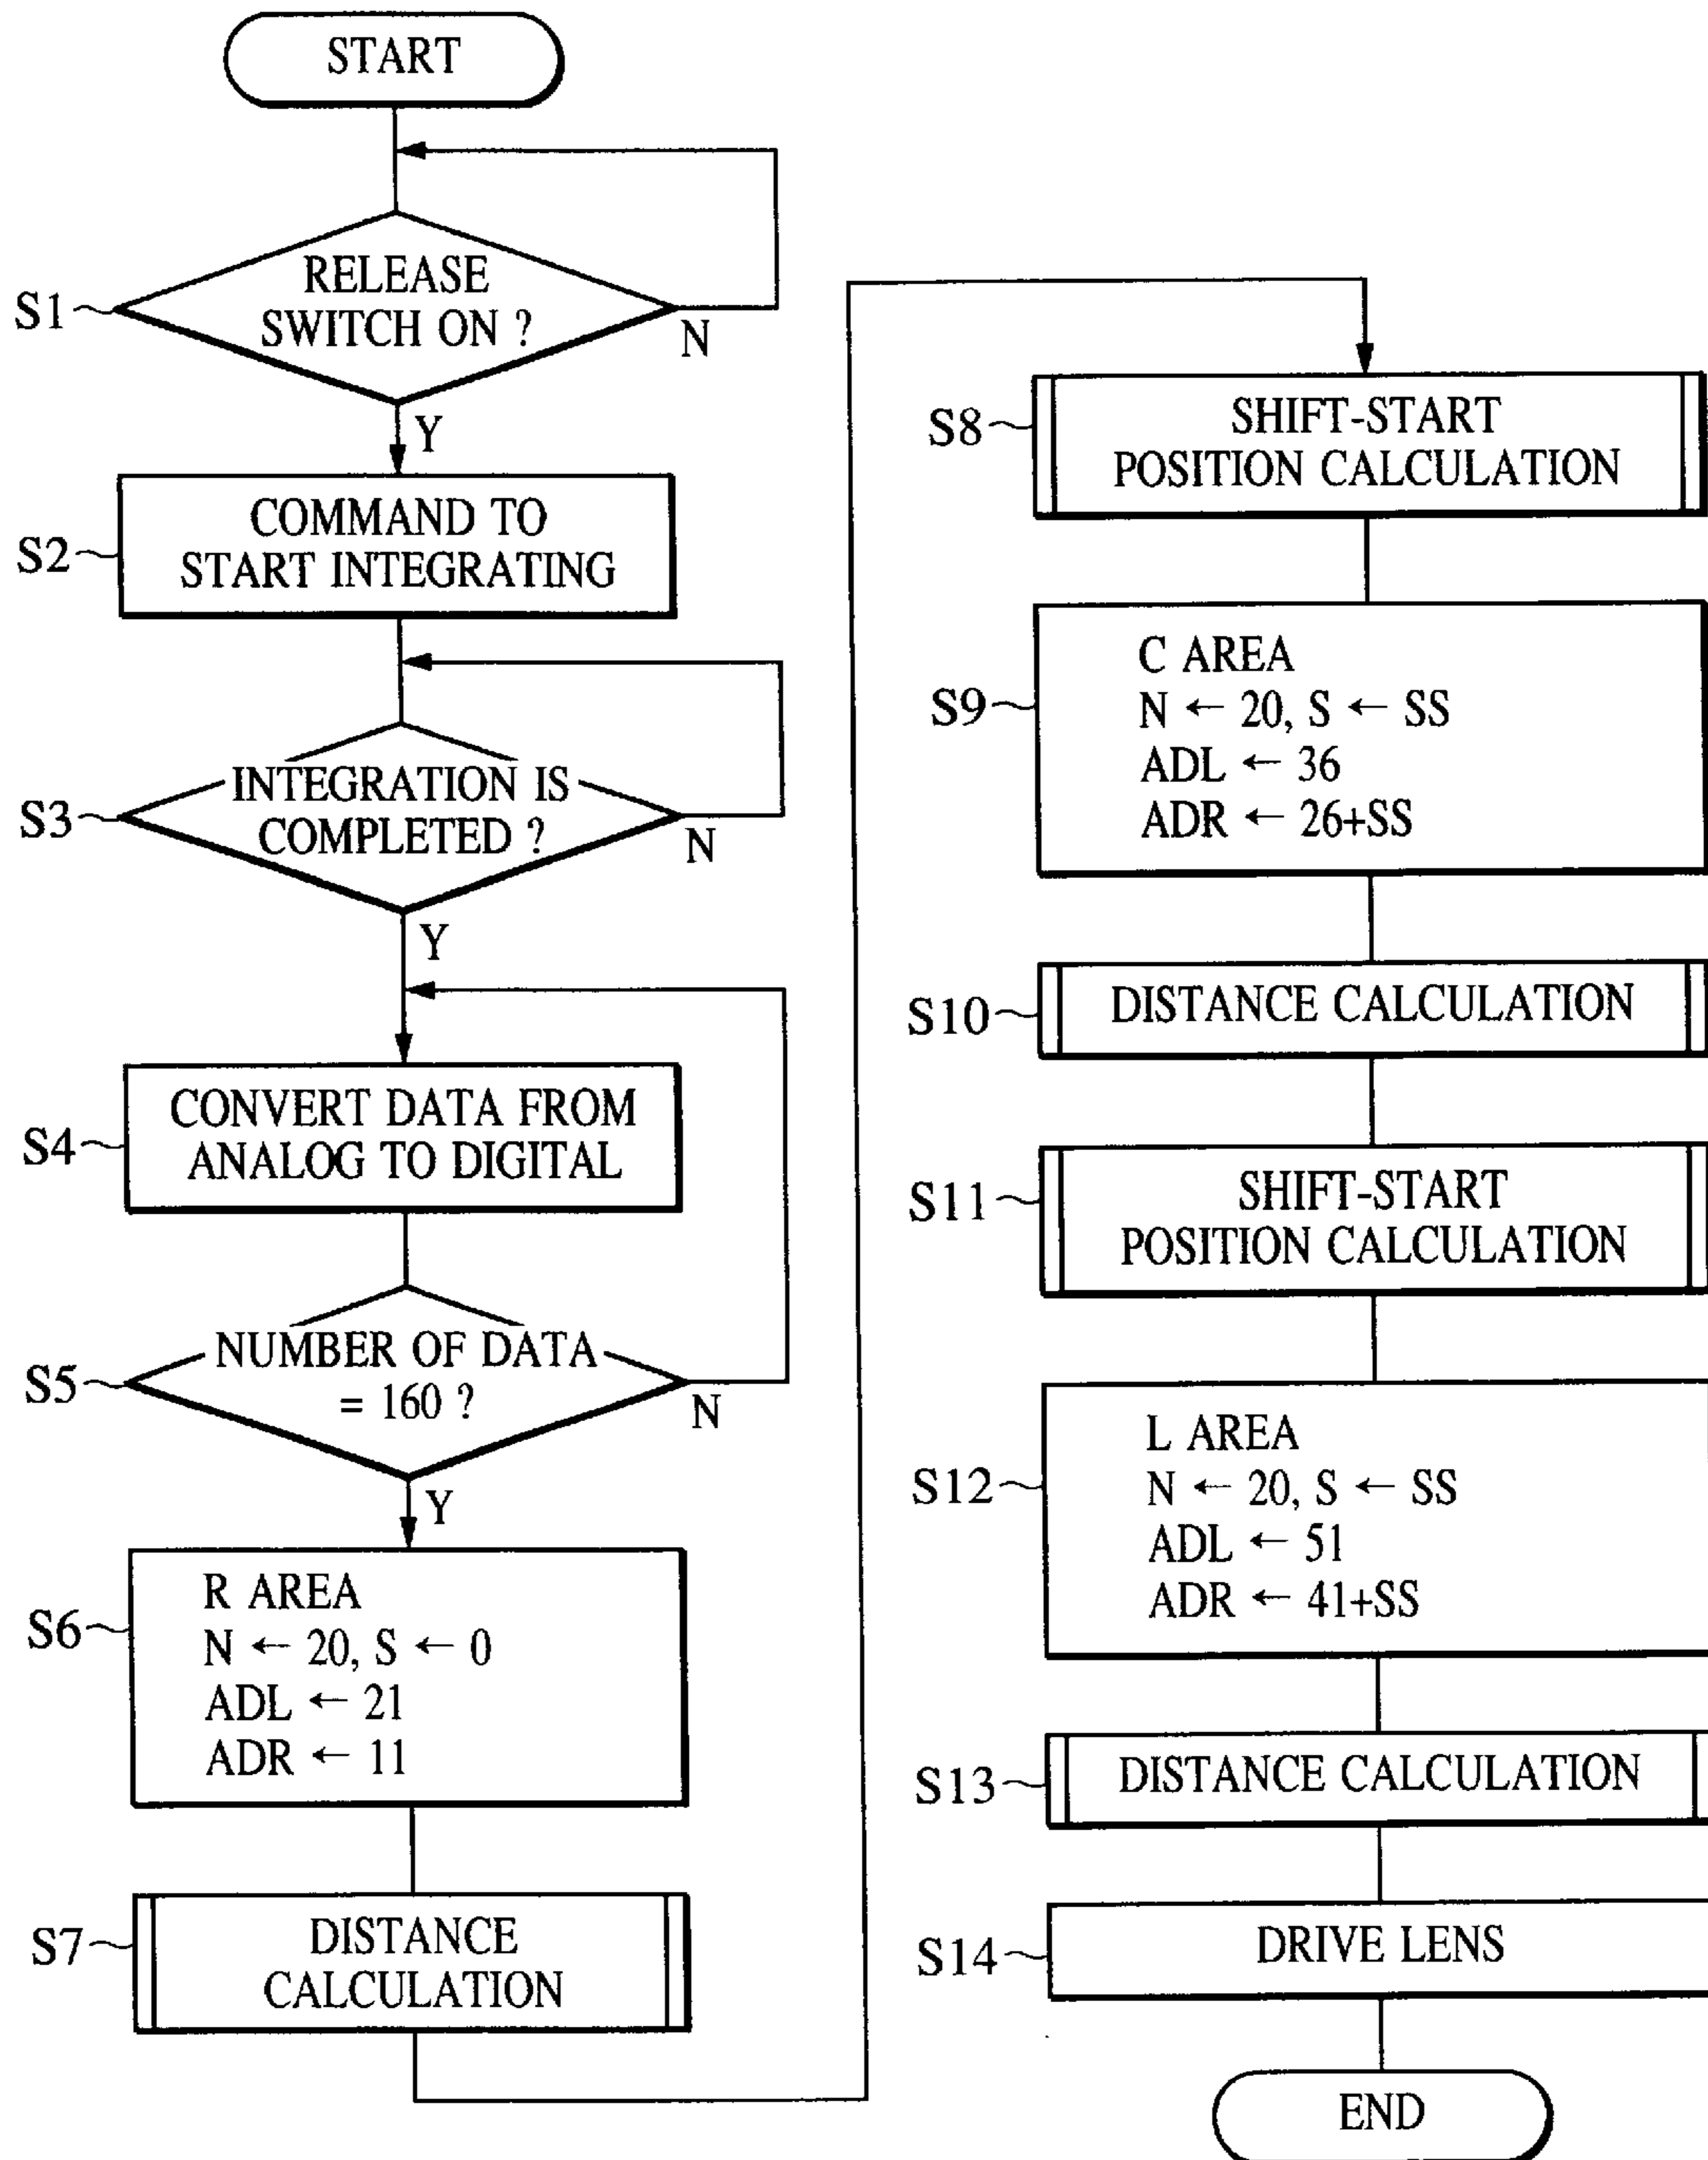 START
S1
RELEASE
SWITCH ON ?
N
Y
S2
COMMAND TO
START INTEGRATING
S3
INTEGRATION IS
COMPLETED ?
N
Y
S4
CONVERT DATA FROM
ANALOG TO DIGITAL
S5
NUMBER OF DATA
= 160 ?
N
Y
S6
R AREA
N ← 20, S ← 0
ADL ← 21
ADR ← 11
S7
DISTANCE
CALCULATION
S8
SHIFT-START
POSITION CALCULATION
S9
C AREA
N ← 20, S ← SS
ADL ← 36
ADR ← 26+SS
S10
DISTANCE CALCULATION
S11
SHIFT-START
POSITION CALCULATION
S12
L AREA
N ← 20, S ← SS
ADL ← 51
ADR ← 41+SS
S13
DISTANCE CALCULATION
S14
DRIVE LENS
END